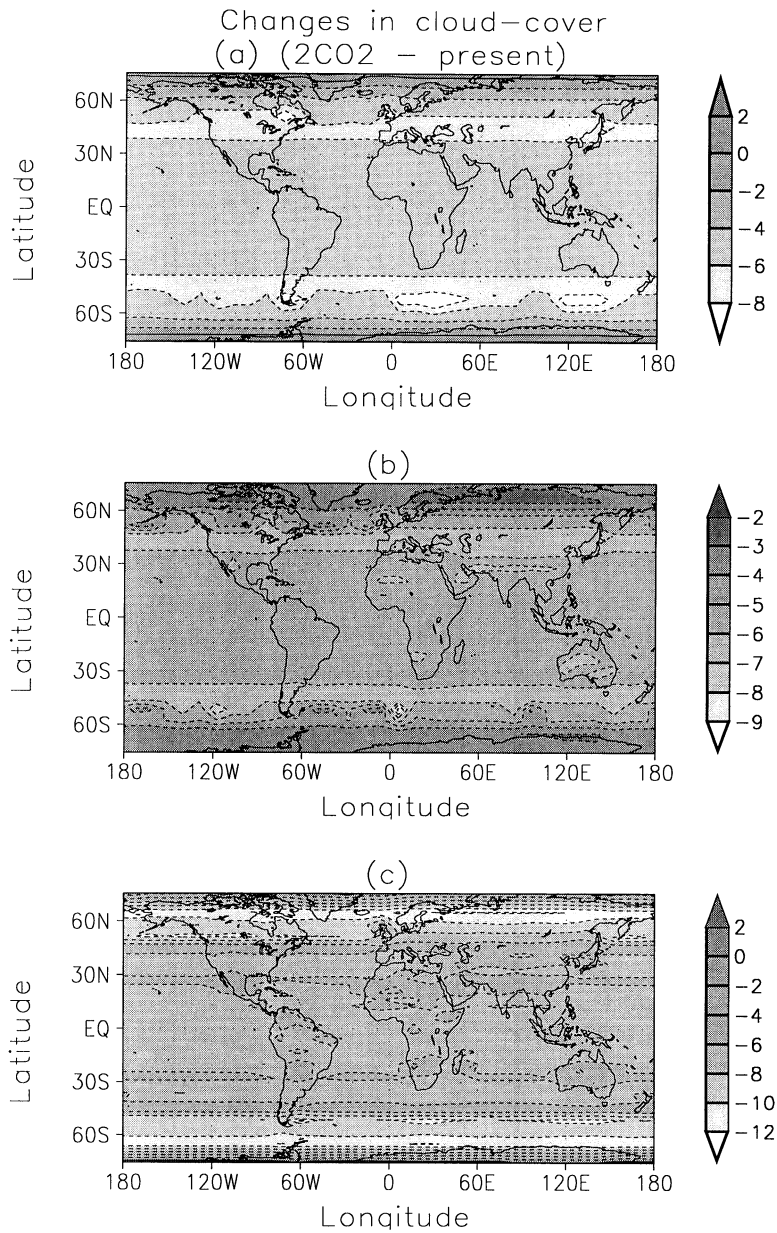 Changes in cloud-cover
(a) (2CO2 - present)
60N
30N
EQ
30S
60S
Latitude
180 120W 60W 0 60E 120E 180
Longitude
2
0
-2
-4
-6
-8
(b)
60N
30N
EQ
30S
60S
Latitude
180 120W 60W 0 60E 120E 180
Longitude
-2
-3
-4
-5
-6
-7
-8
-9
(c)
60N
30N
EQ
30S
60S
Latitude
180 120W 60W 0 60E 120E 180
Longitude
2
0
-2
-4
-6
-8
-10
-12